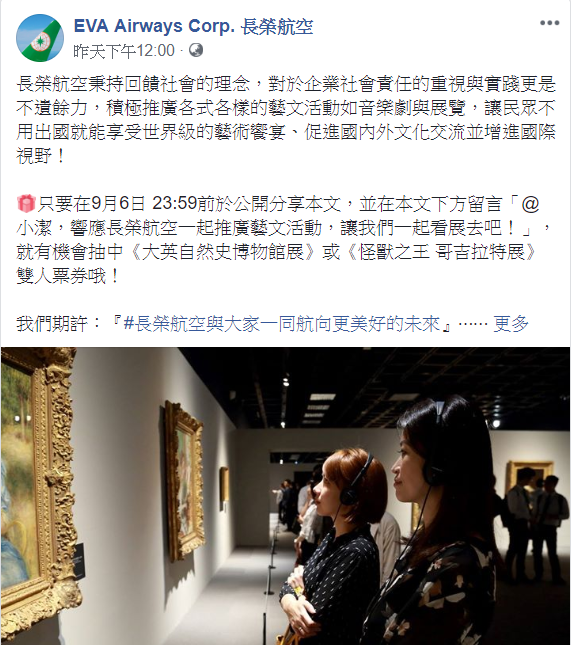 EVA Airways Corp. 長榮航空
昨天下午12:00 ·
長榮航空秉持回饋社會的理念，對於企業社會責任的重視與實踐更是
不遺餘力，積極推廣各式各樣的藝文活動如音樂劇與展覽，讓民眾不
用出國就能享受世界級的藝術饗宴、促進國內外文化交流並增進國際
視野！
只要在9月6日 23:59前於公開分享本文，並在本文下方留言「@
小潔，響應長榮航空一起推廣藝文活動，讓我們一起看展去吧！」，
就有機會抽中《大英自然史博物館展》或《怪獸之王 哥吉拉特展》
雙人票券哦！
我們期許：『#長榮航空與大家一同航向更美好的未來』…… 更多